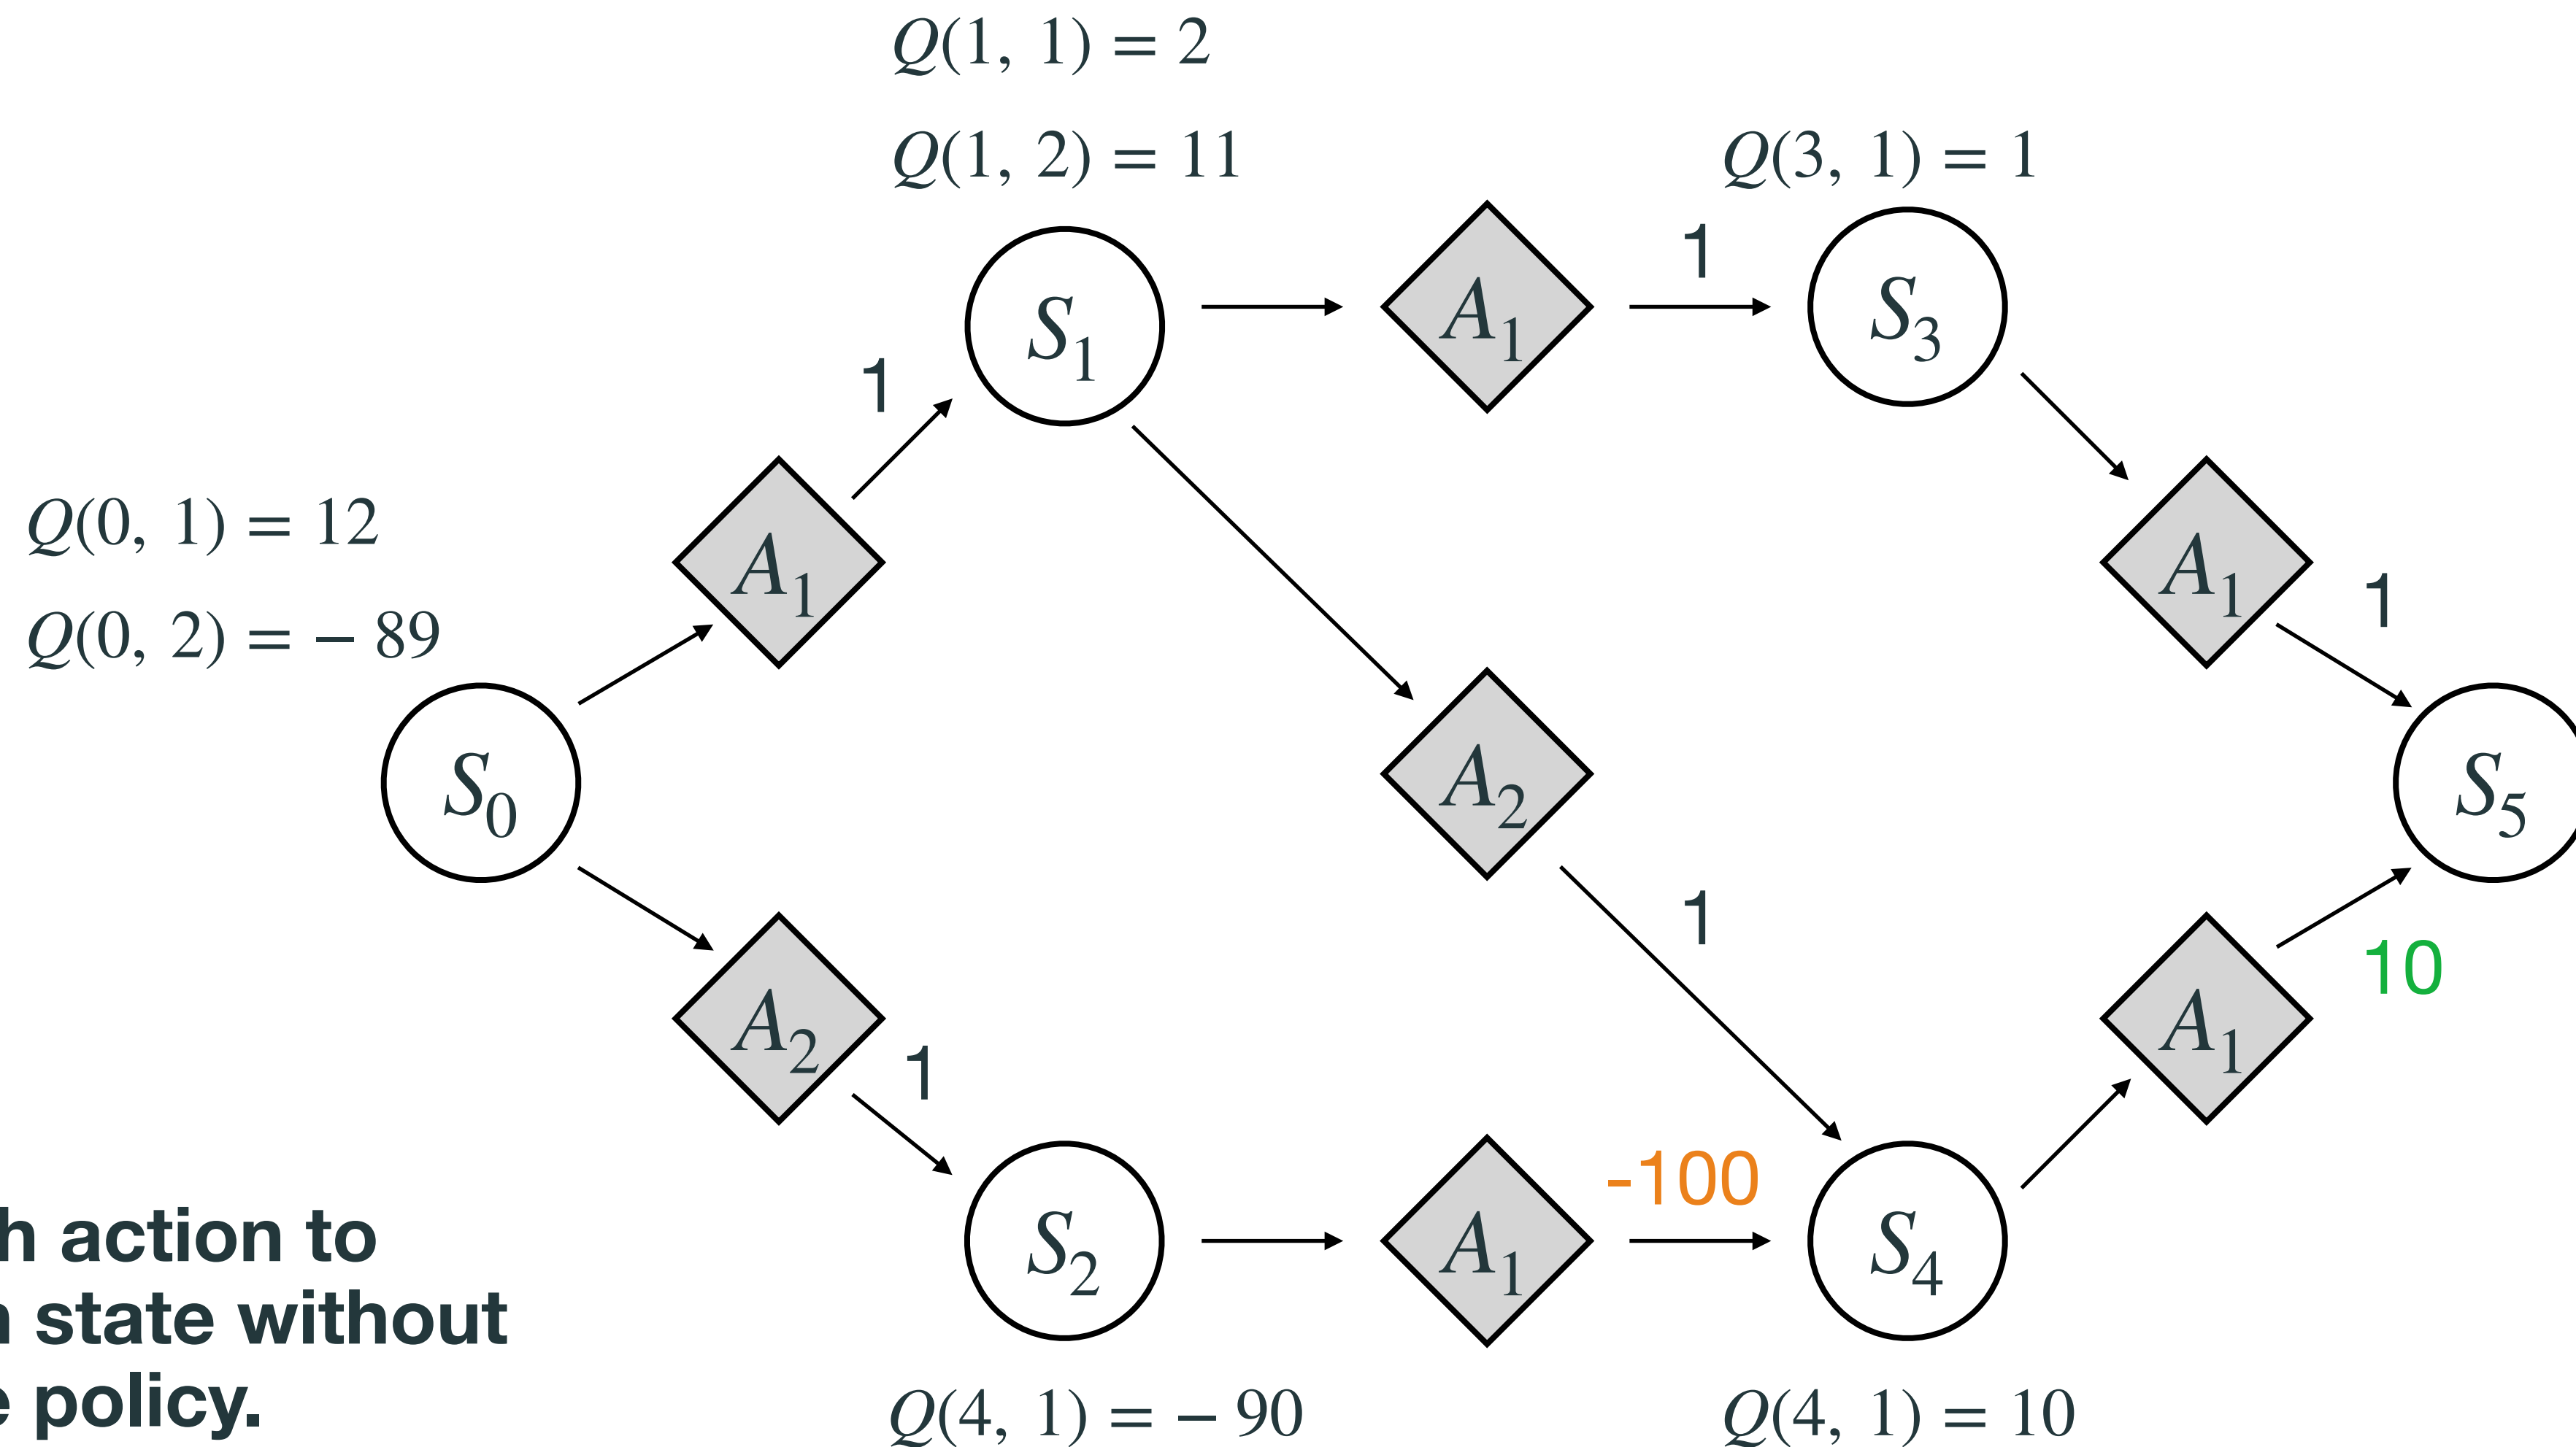 Q(1, 1) = 2
Q(1, 2) = 11
Q(3, 1) = 1
S₁
A₁
1
S₃
1
Q(0, 1) = 12
Q(0, 2) = − 89
A₁
A₁
1
S₀
A₂
S₅
1
10
A₂
1
A₁
h action to
state without
policy.
S₂
A₁
-100
S₄
Q(4, 1) = − 90
Q(4, 1) = 10